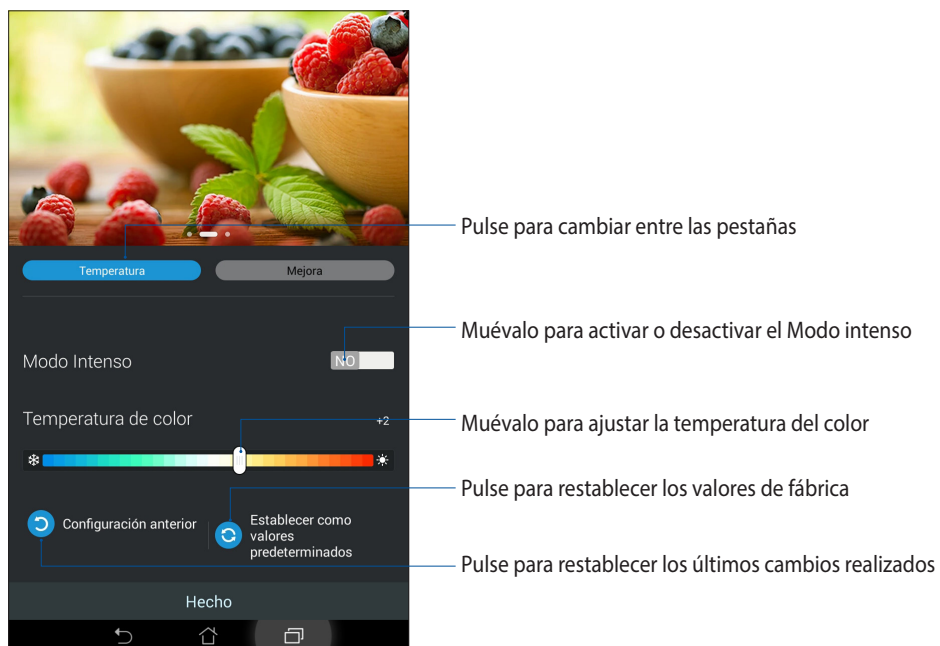 Pulse para cambiar entre las pestañas
Temperatura
Mejora
Muévalo para activar o desactivar el Modo intenso
Modo Intenso
NO
Temperatura de color
+2
Muévalo para ajustar la temperatura del color
Pulse para restablecer los valores de fábrica
Configuración anterior
Establecer como
valores
predeterminados
Pulse para restablecer los últimos cambios realizados
Hecho